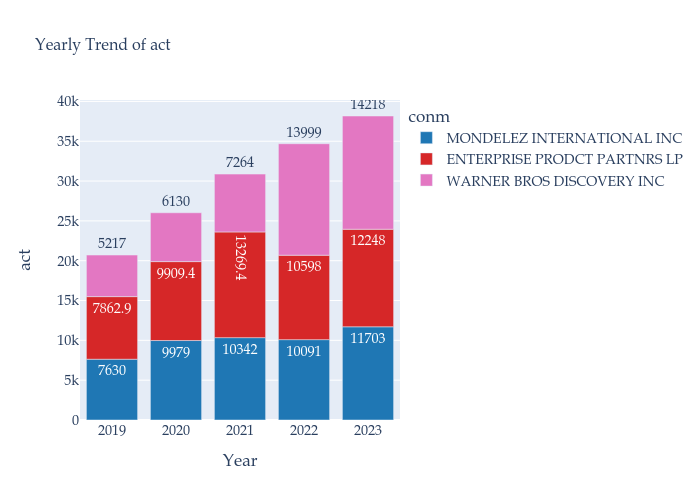 Yearly Trend of act
conm
MONDELEZ INTERNATIONAL INC
ENTERPRISE PRODCT PARTNRS LP
WARNER BROS DISCOVERY INC
40k
35k
30k
25k
20k
15k
10k
5k
0
act
5217
6130
7264
13999
14218
7862.9
9909.4
13269.4
10598
12248
7630
9979
10342
10091
11703
2019 2020 2021 2022 2023
Year